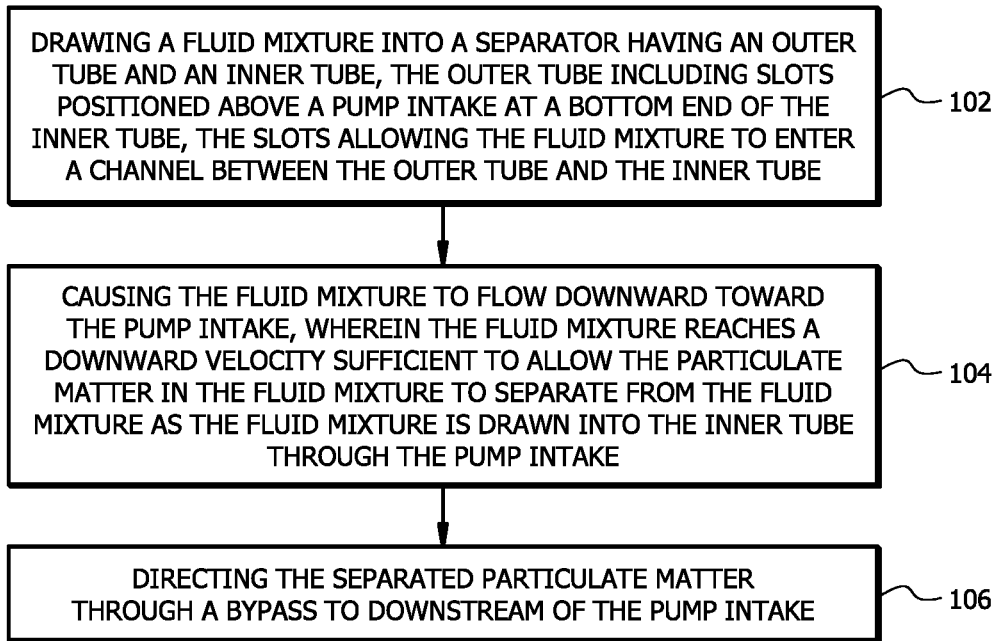 DRAWING A FLUID MIXTURE INTO A SEPARATOR HAVING AN OUTER
TUBE AND AN INNER TUBE, THE OUTER TUBE INCLUDING SLOTS
POSITIONED ABOVE A PUMP INTAKE AT A BOTTOM END OF THE
INNER TUBE, THE SLOTS ALLOWING THE FLUID MIXTURE TO ENTER
A CHANNEL BETWEEN THE OUTER TUBE AND THE INNER TUBE
102
CAUSING THE FLUID MIXTURE TO FLOW DOWNWARD TOWARD
THE PUMP INTAKE, WHEREIN THE FLUID MIXTURE REACHES A
DOWNWARD VELOCITY SUFFICIENT TO ALLOW THE PARTICULATE
MATTER IN THE FLUID MIXTURE TO SEPARATE FROM THE FLUID
MIXTURE AS THE FLUID MIXTURE IS DRAWN INTO THE INNER TUBE
THROUGH THE PUMP INTAKE
104
DIRECTING THE SEPARATED PARTICULATE MATTER
THROUGH A BYPASS TO DOWNSTREAM OF THE PUMP INTAKE
106